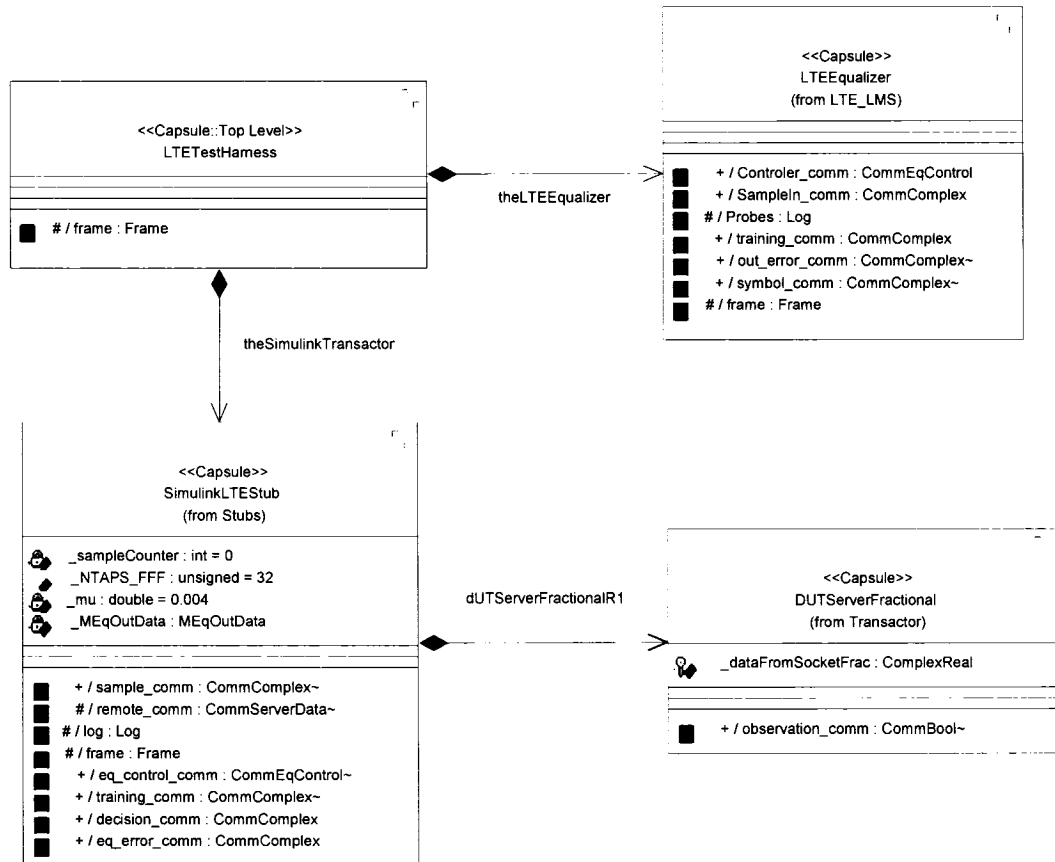 <<Capsule::Top Level>>
LTETestHarness
# / frame : Frame
<<Capsule>>
LTEEqualizer
(from LTE_LMS)
+ / Controler_comm : CommEqControl
+ / SampleIn_comm : CommComplex
# / Probes : Log
+ / training_comm : CommComplex
+ / out_error_comm : CommComplex~
+ / symbol_comm : CommComplex~
# / frame : Frame
theLTEEqualizer
theSimulinkTransactor
<<Capsule>>
SimulinkLTEStub
(from Stubs)
_sampleCounter : int = 0
_NTAPS_FFF : unsigned = 32
_mu : double = 0.004
_MEqOutData : MEqOutData
+ / sample_comm : CommComplex~
# / remote_comm : CommServerData~
# / log : Log
# / frame : Frame
+ / eq_control_comm : CommEqControl~
+ / training_comm : CommComplex~
+ / decision_comm : CommComplex
+ / eq_error_comm : CommComplex
dUTServerFractionalR1
<<Capsule>>
DUTServerFractional
(from Transactor)
_dataFromSocketFrac : ComplexReal
+ / observation_comm : CommBool~